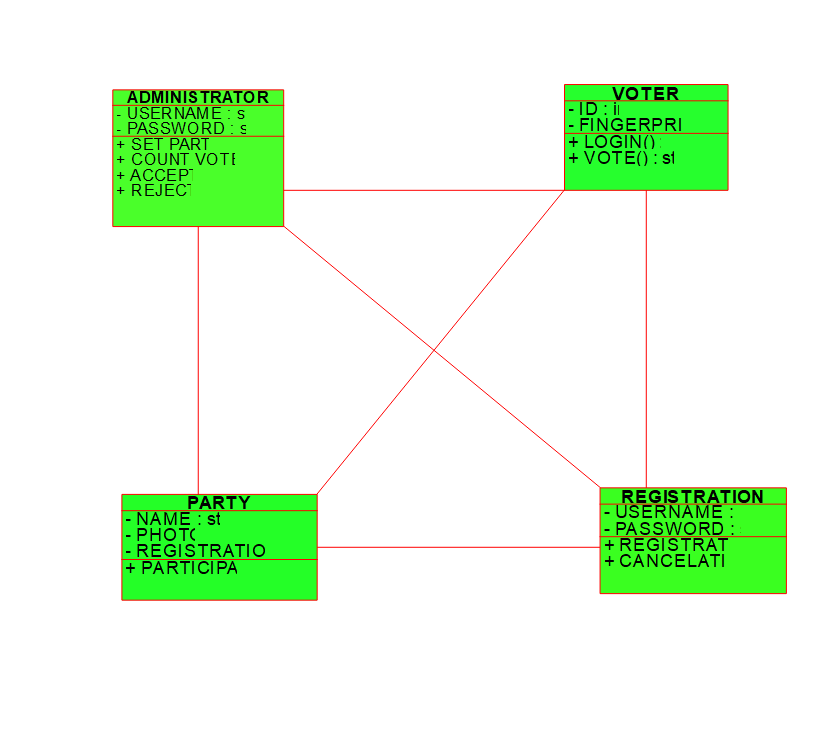 ADMINISTRATOR
- USERNAME : s
- PASSWORD : s
+ SET PART
+ COUNT VOTE
+ ACCEPT
+ REJECT
VOTER
- ID : i
- FINGERPRI
+ LOGIN() :
+ VOTE() : st
PARTY
- NAME : st
- PHOTO
- REGISTRATIO
+ PARTICIPA
REGISTRATION
- USERNAME :
- PASSWORD :
+ REGISTRAT
+ CANCELATI